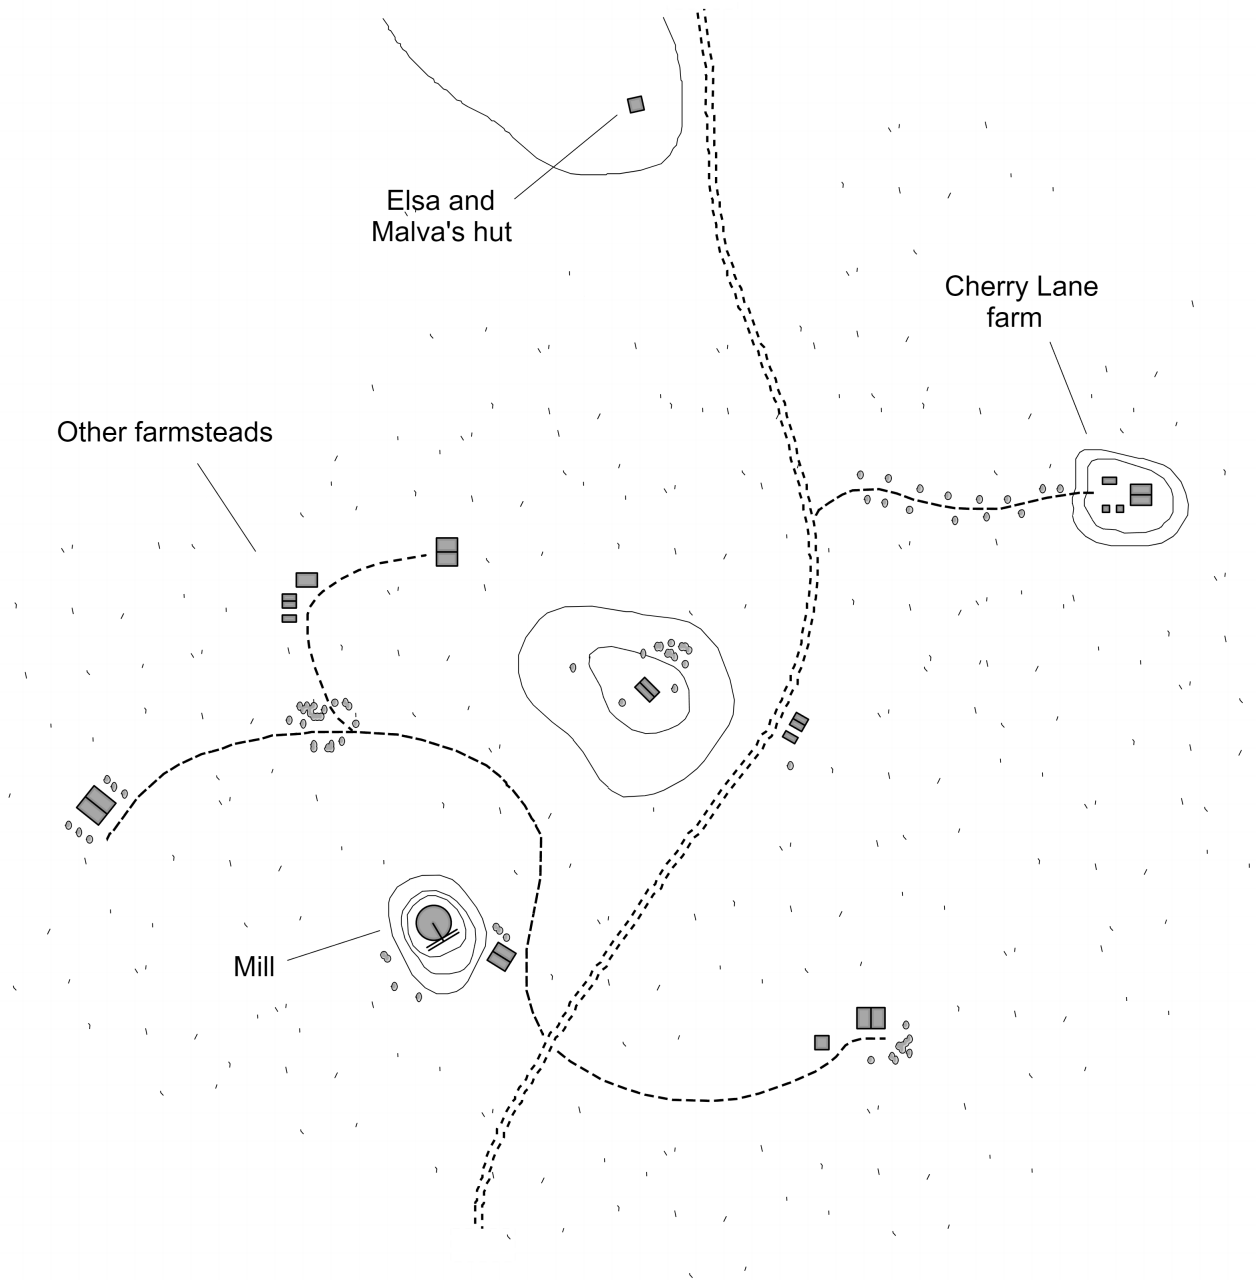 Elsa and
Malva's hut
Cherry Lane
farm
Other farmsteads
Mill